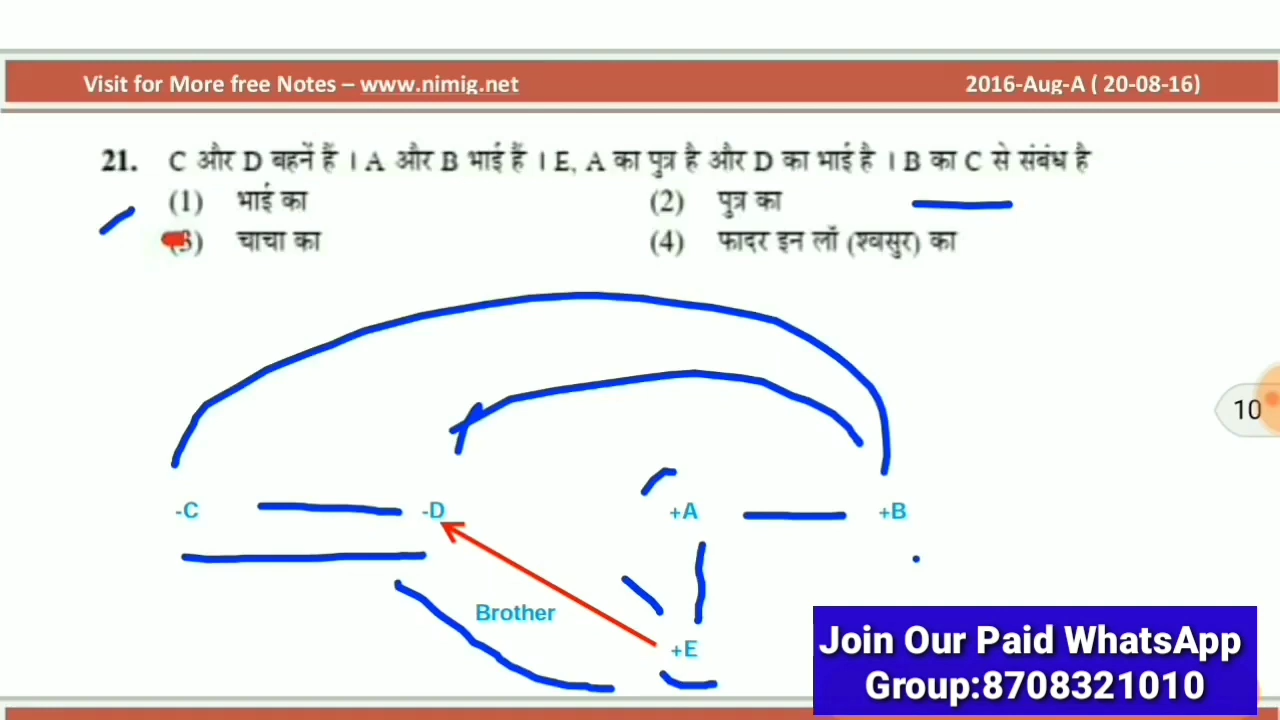 Visit for More free Notes – www.nimig.net 2016-Aug-A ( 20-08-16)
21. C और D बहनें हैं । A और B भाई हैं । E, A का पुत्र है और D का भाई है । B का C से संबंध है
(1) भाई का (2) पुत्र का
(3) चाचा का (4) फादर इन लॉ (श्वसुर) का
10
-C -D +A +B
Brother
+E
Join Our Paid WhatsApp
Group:8708321010